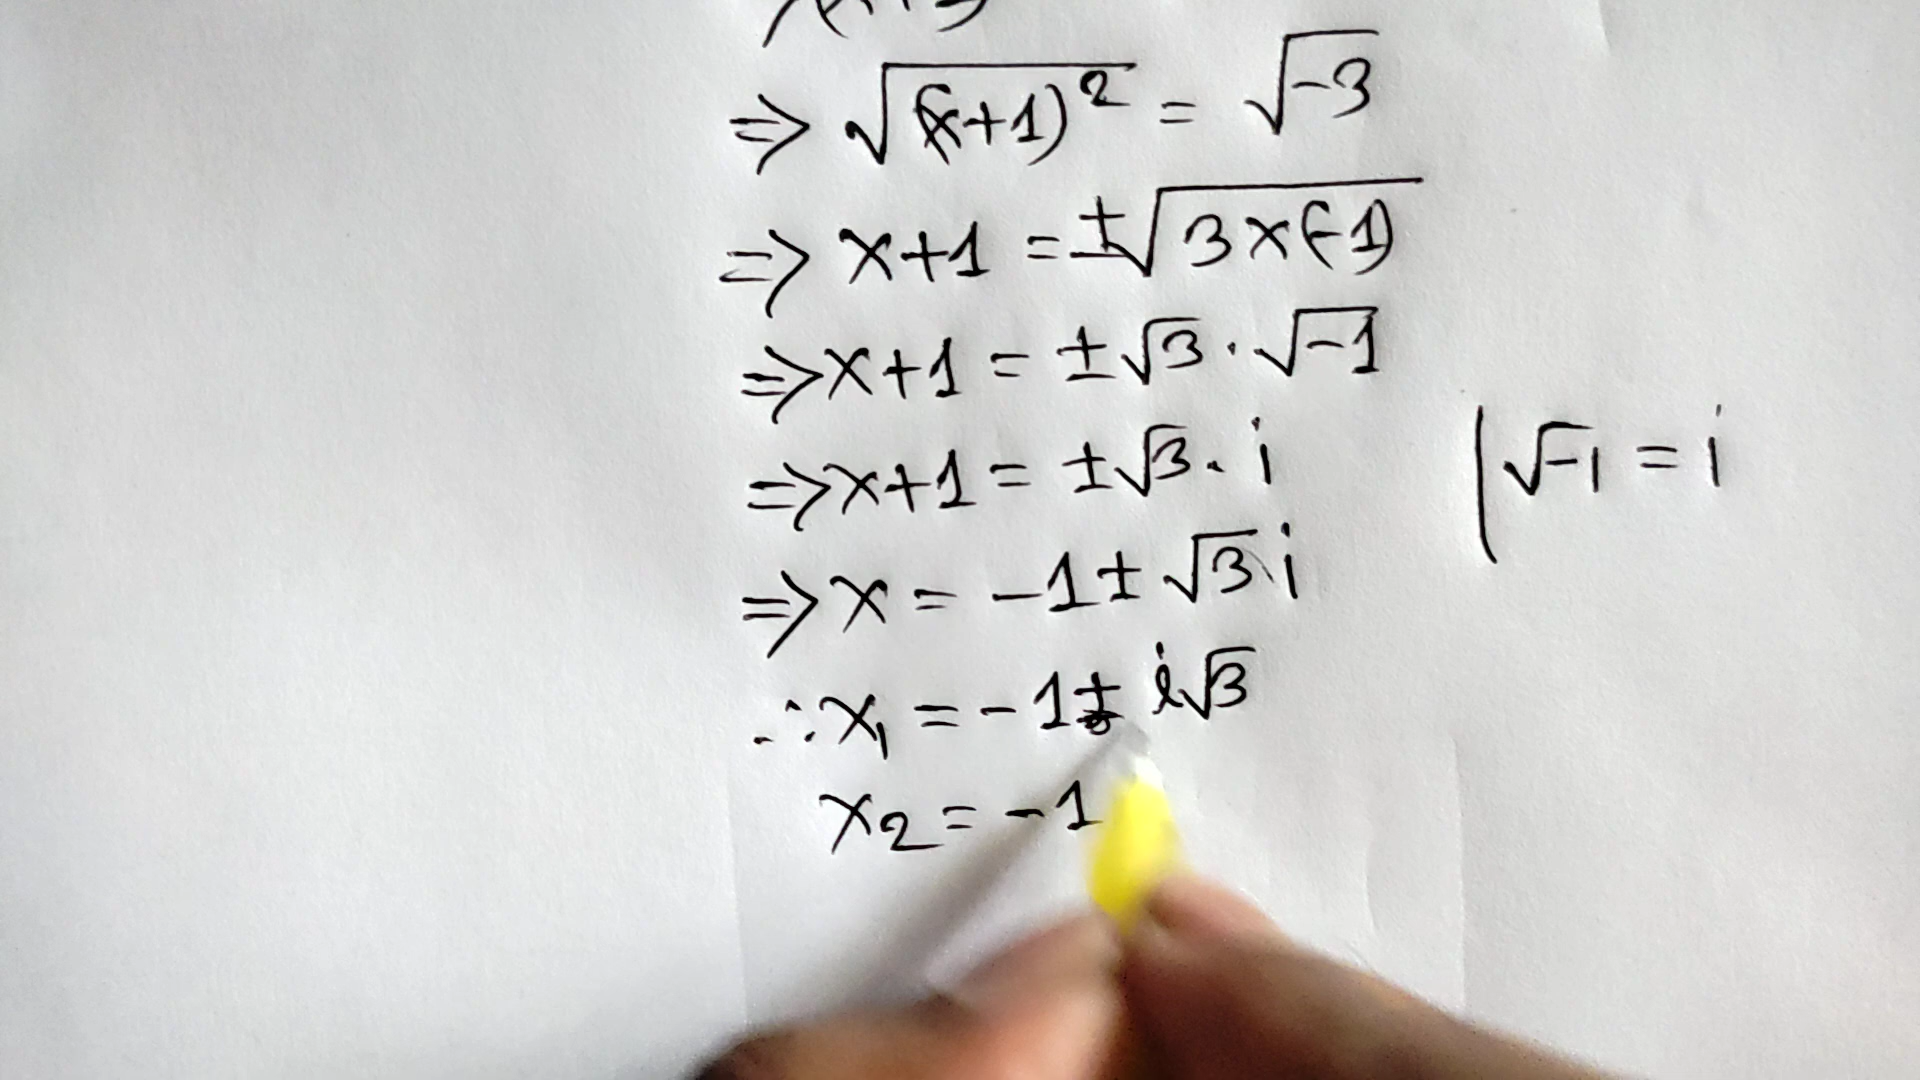 ⇒ √(x+1)² = √-3
⇒ x+1 = ±√3×(-1)
⇒ x+1 = ±√3 · √-1
⇒ x+1 = ±√3 · i | √-1 = i
⇒ x = -1 ± √3 i
∴ x₁ = -1 + i√3
x₂ = -1